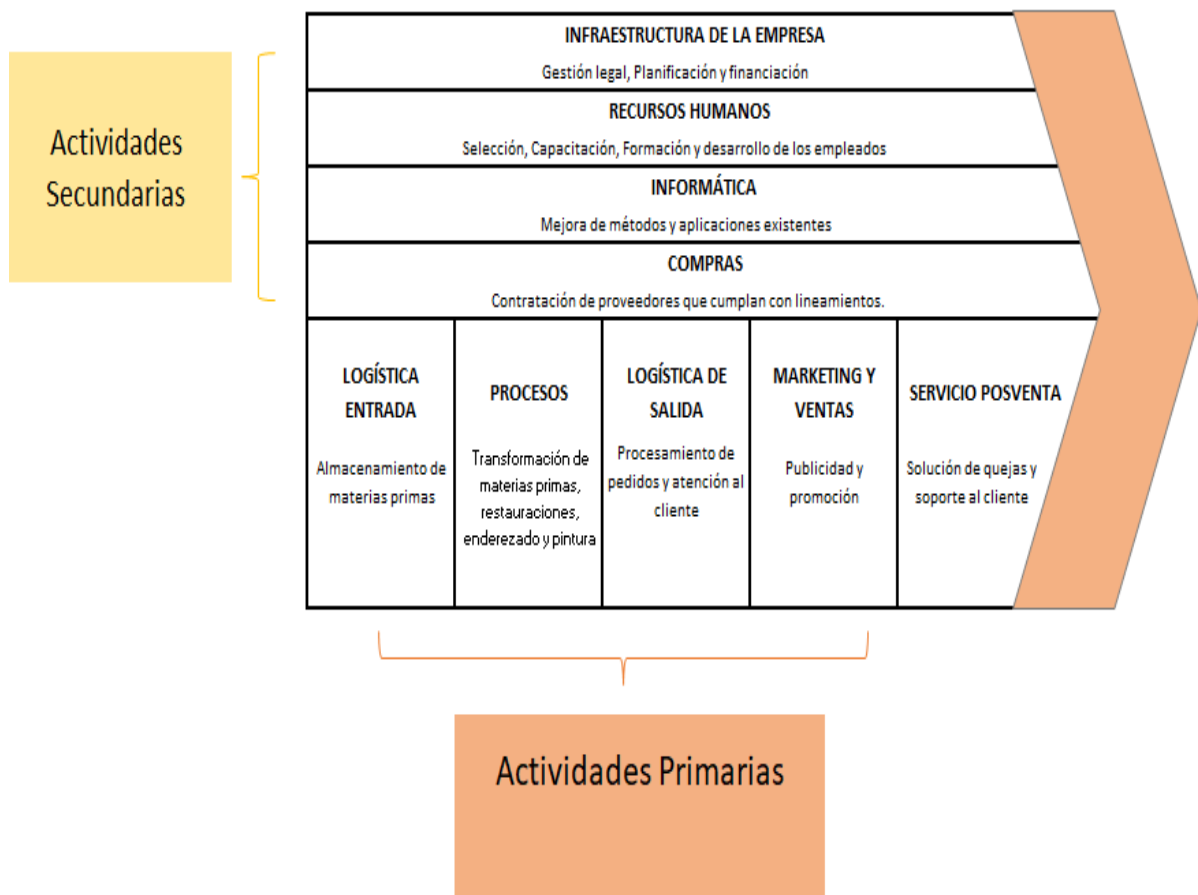 INFRAESTRUCTURA DE LA EMPRESA
Gestión legal, Planificación y financiación
Actividades
Secundarias
RECURSOS HUMANOS
Selección, Capacitación, Formación y desarrollo de los empleados
INFORMÁTICA
Mejora de métodos y aplicaciones existentes
COMPRAS
Contratación de proveedores que cumplan con lineamientos.
LOGÍSTICA
ENTRADA
Almacenamiento de
materias primas
PROCESOS
Transformación de
materias primas,
restauraciones,
enderezado y pintura
LOGÍSTICA DE
SALIDA
Procesamiento de
pedidos y atención al
cliente
MARKETING Y
VENTAS
Publicidad y
promoción
SERVICIO POSVENTA
Solución de quejas y
soporte al cliente
Actividades Primarias